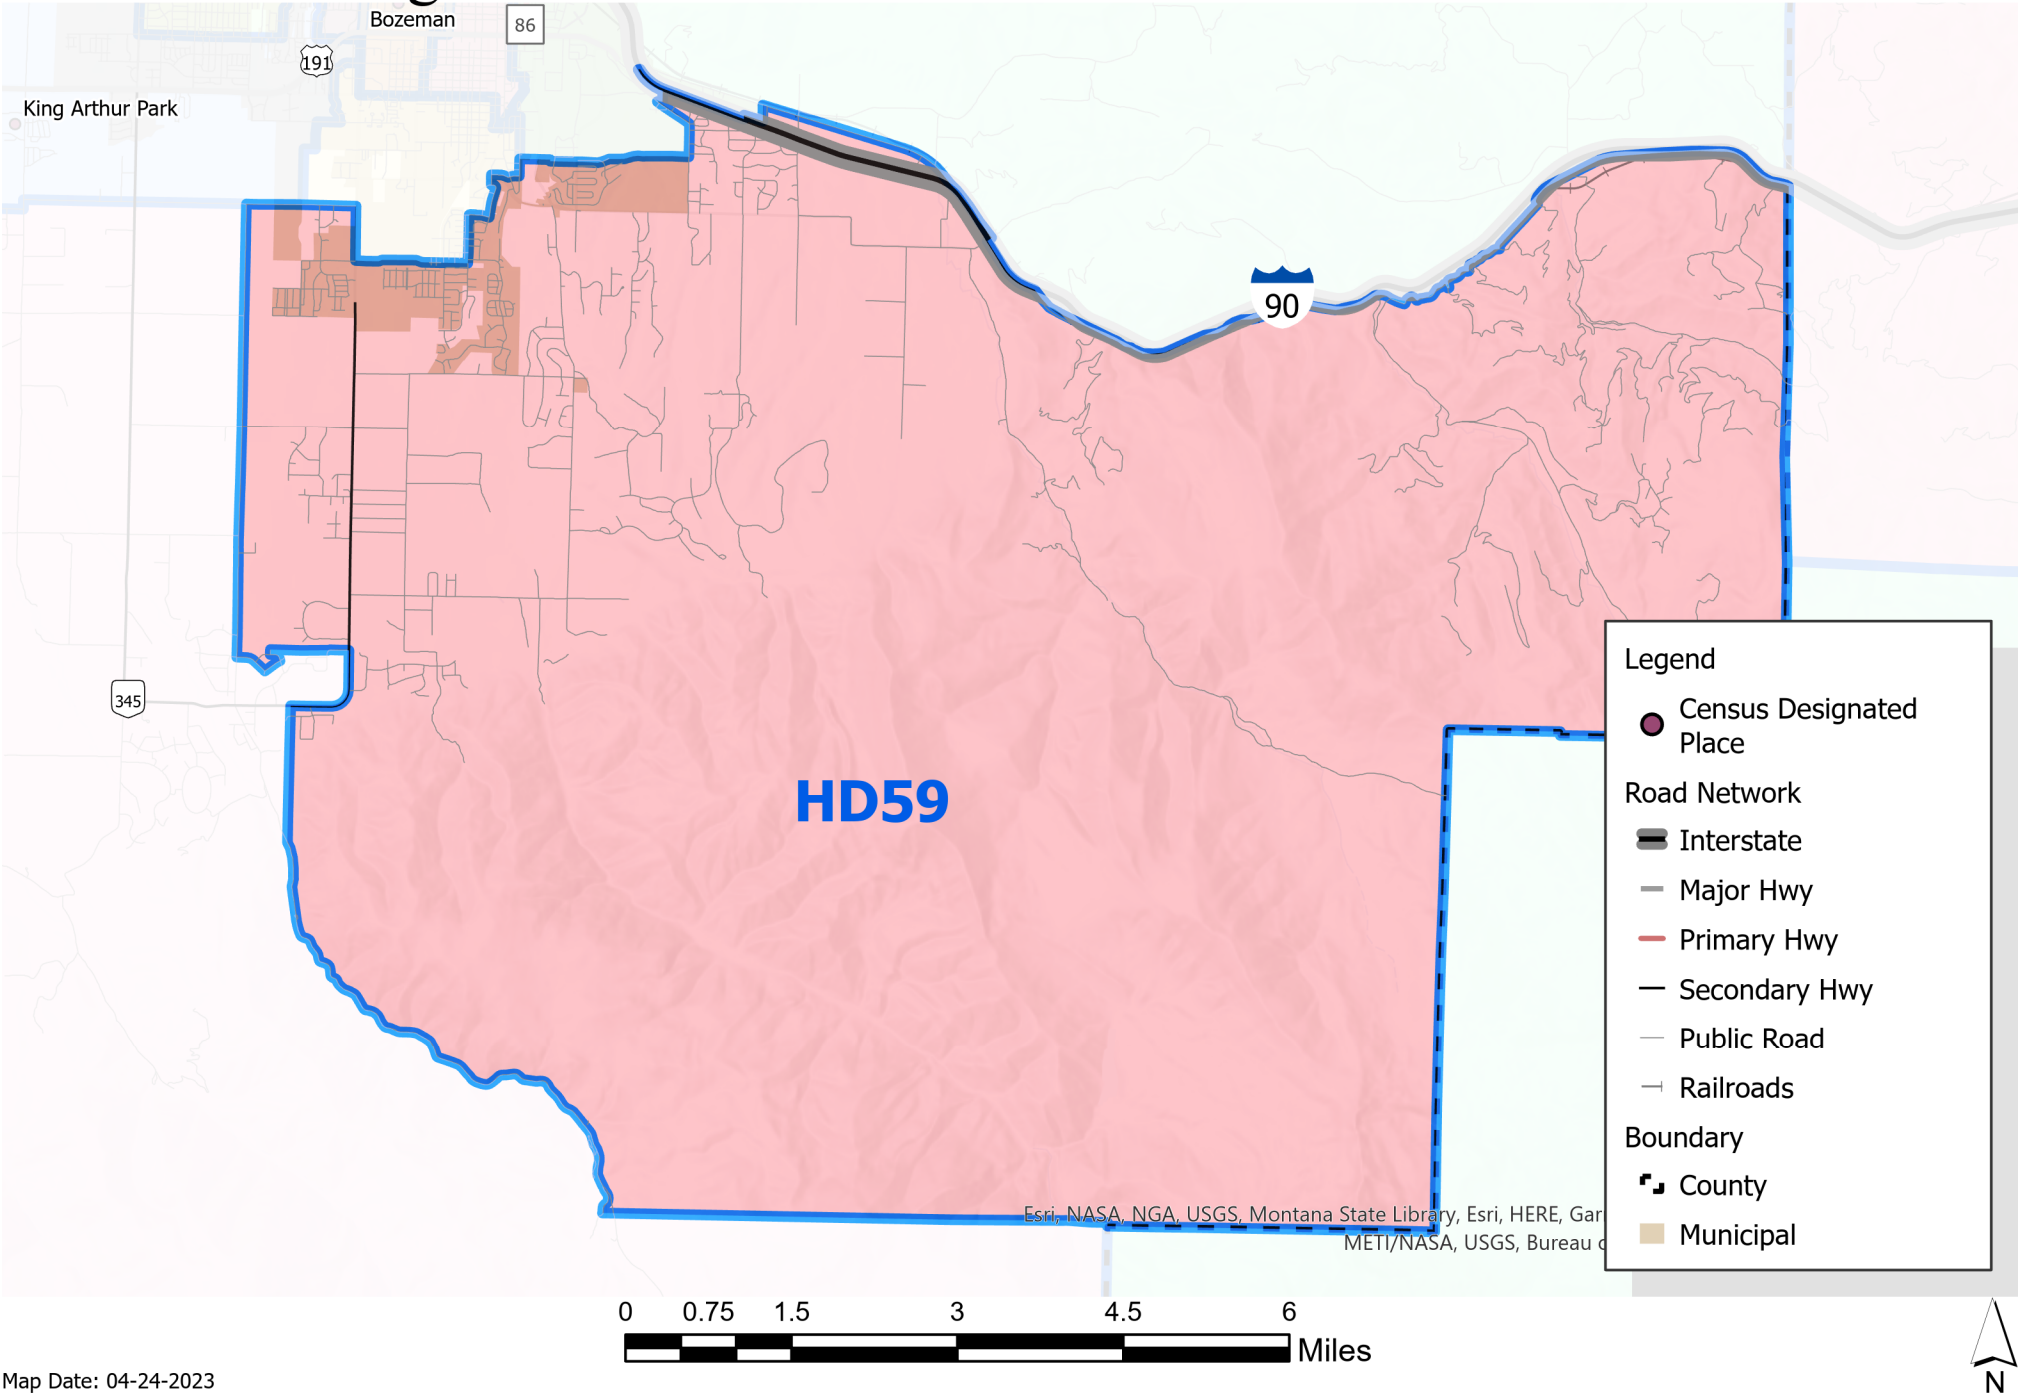 Bozeman
86
191
King Arthur Park
90
345
HD59
Legend
Census Designated
Place
Road Network
Interstate
Major Hwy
Primary Hwy
Secondary Hwy
Public Road
Railroads
Boundary
County
Municipal
Esri, NASA, NGA, USGS, Montana State Library, Esri, HERE,
METI/NASA, USGS, Bureau
0 0.75 1.5 3 4.5 6
Miles
N
Map Date: 04-24-2023